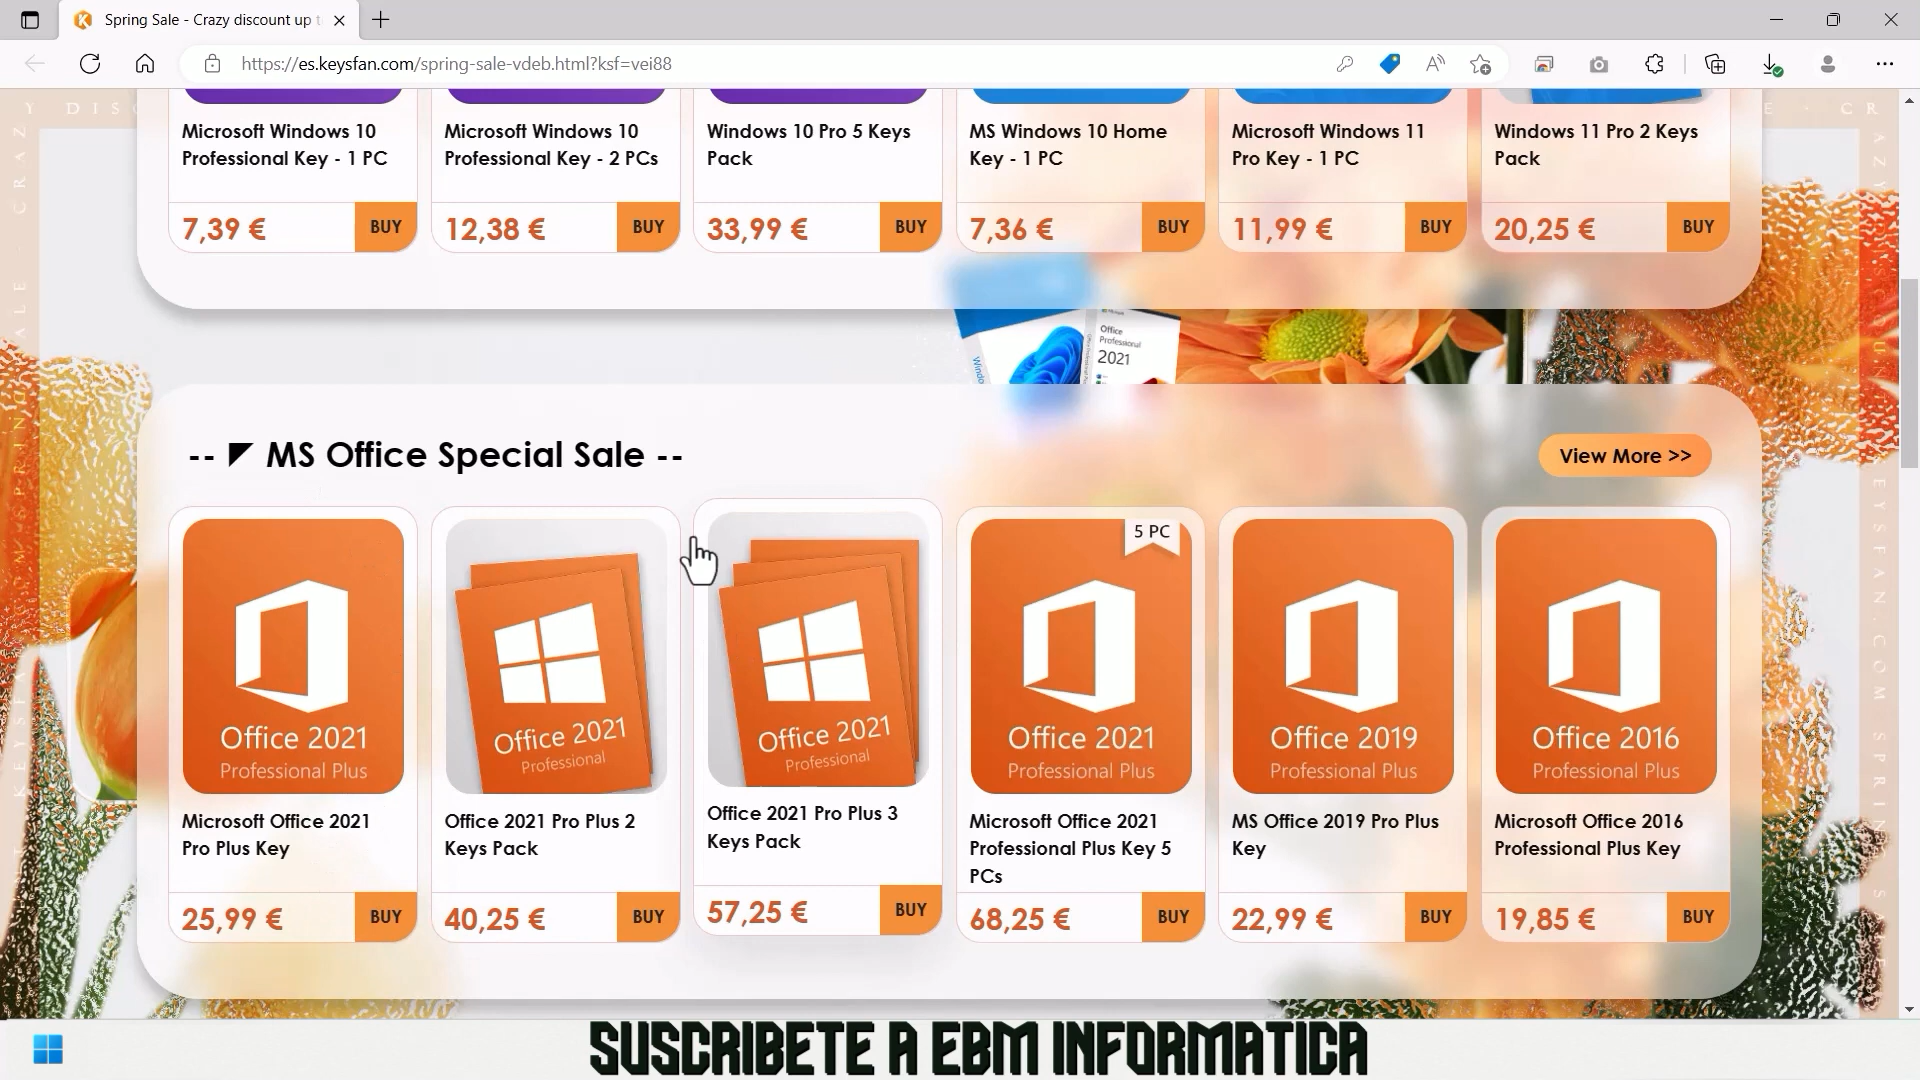 Spring Sale - Crazy discount up t
https://es.keysfan.com/spring-sale-vdeb.html?ksf=vei88
Microsoft Windows 10
Professional Key - 1 PC
7,39 €
BUY
Microsoft Windows 10
Professional Key - 2 PCs
12,38 €
BUY
Windows 10 Pro 5 Keys
Pack
33,99 €
BUY
MS Windows 10 Home
Key - 1 PC
7,36 €
BUY
Microsoft Windows 11
Pro Key - 1 PC
11,99 €
BUY
Windows 11 Pro 2 Keys
Pack
20,25 €
BUY
Office
Professional
2021
-- ◤ MS Office Special Sale --
View More >>
Office 2021
Professional Plus
Microsoft Office 2021
Pro Plus Key
25,99 €
BUY
Office 2021
Professional
Office 2021 Pro Plus 2
Keys Pack
40,25 €
BUY
Office 2021
Professional
Office 2021 Pro Plus 3
Keys Pack
57,25 €
BUY
5 PC
Office 2021
Professional Plus
Microsoft Office 2021
Professional Plus Key 5
PCs
68,25 €
BUY
Office 2019
Professional Plus
MS Office 2019 Pro Plus
Key
22,99 €
BUY
Office 2016
Professional Plus
Microsoft Office 2016
Professional Plus Key
19,85 €
BUY
SUSCRIBETE A EBM INFORMATICA